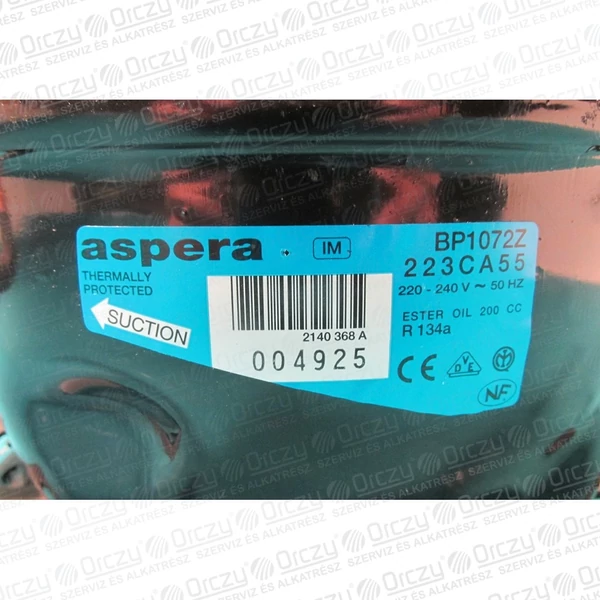 aspera
IM
BP1072Z
223CA55
THERMALLY
PROTECTED
220 - 240 V ~ 50 HZ
SUCTION
2140 368 A
ESTER OIL 200 CC
R 134a
004925
CE
VDE
NF
Orczy
SZERVIZ ÉS ALKATRÉSZ